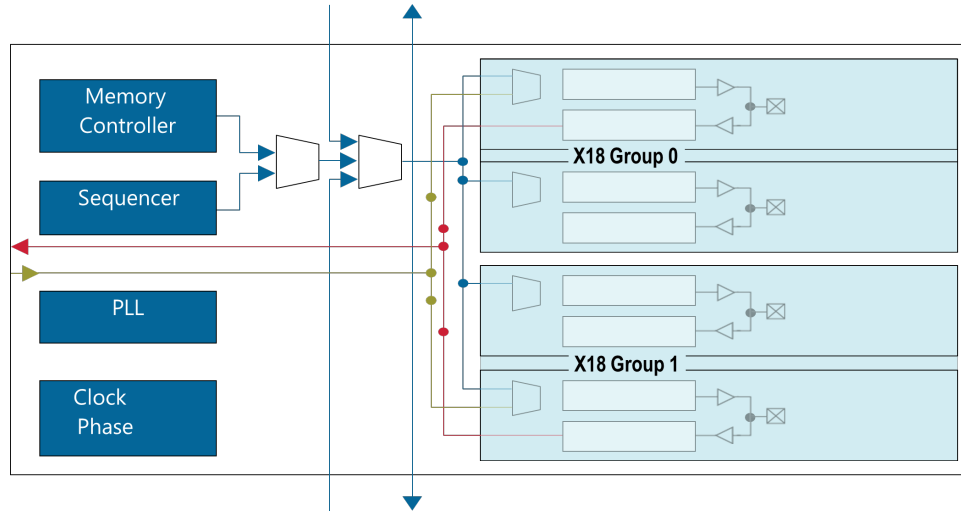 Memory
Controller
Sequencer
PLL
Clock
Phase
X18 Group 0
X18 Group 1